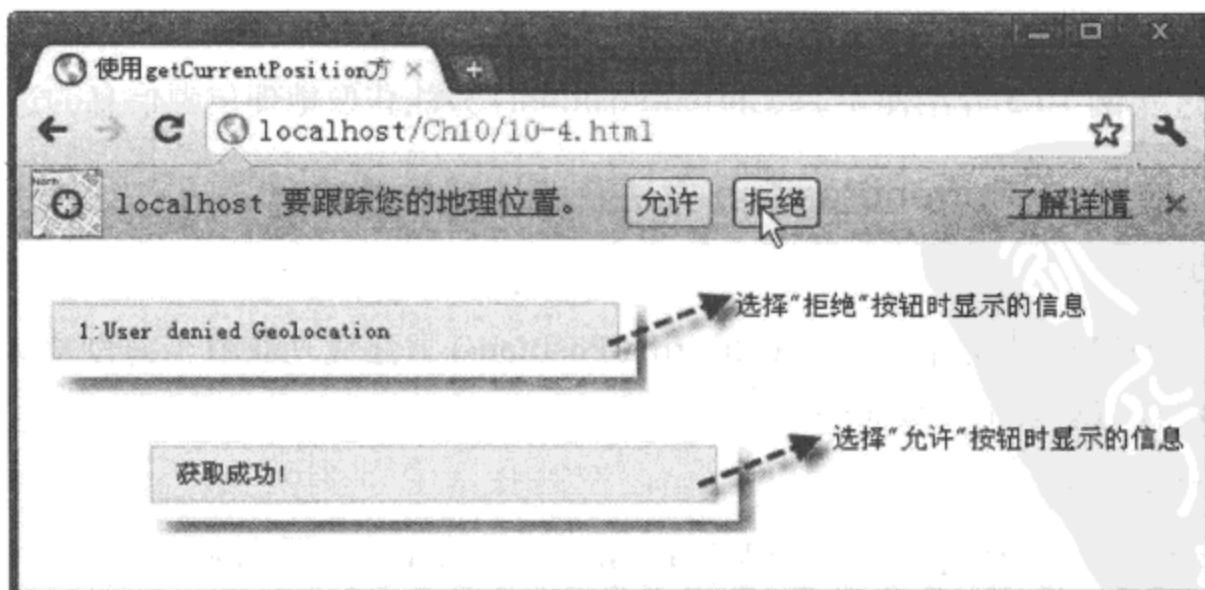 使用getCurrentPosition方
localhost/Ch10/10-4.html
localhost 要跟踪您的地理位置。 允许 拒绝 了解详情
选择"拒绝"按钮时显示的信息
1:User denied Geolocation
选择"允许"按钮时显示的信息
获取成功!